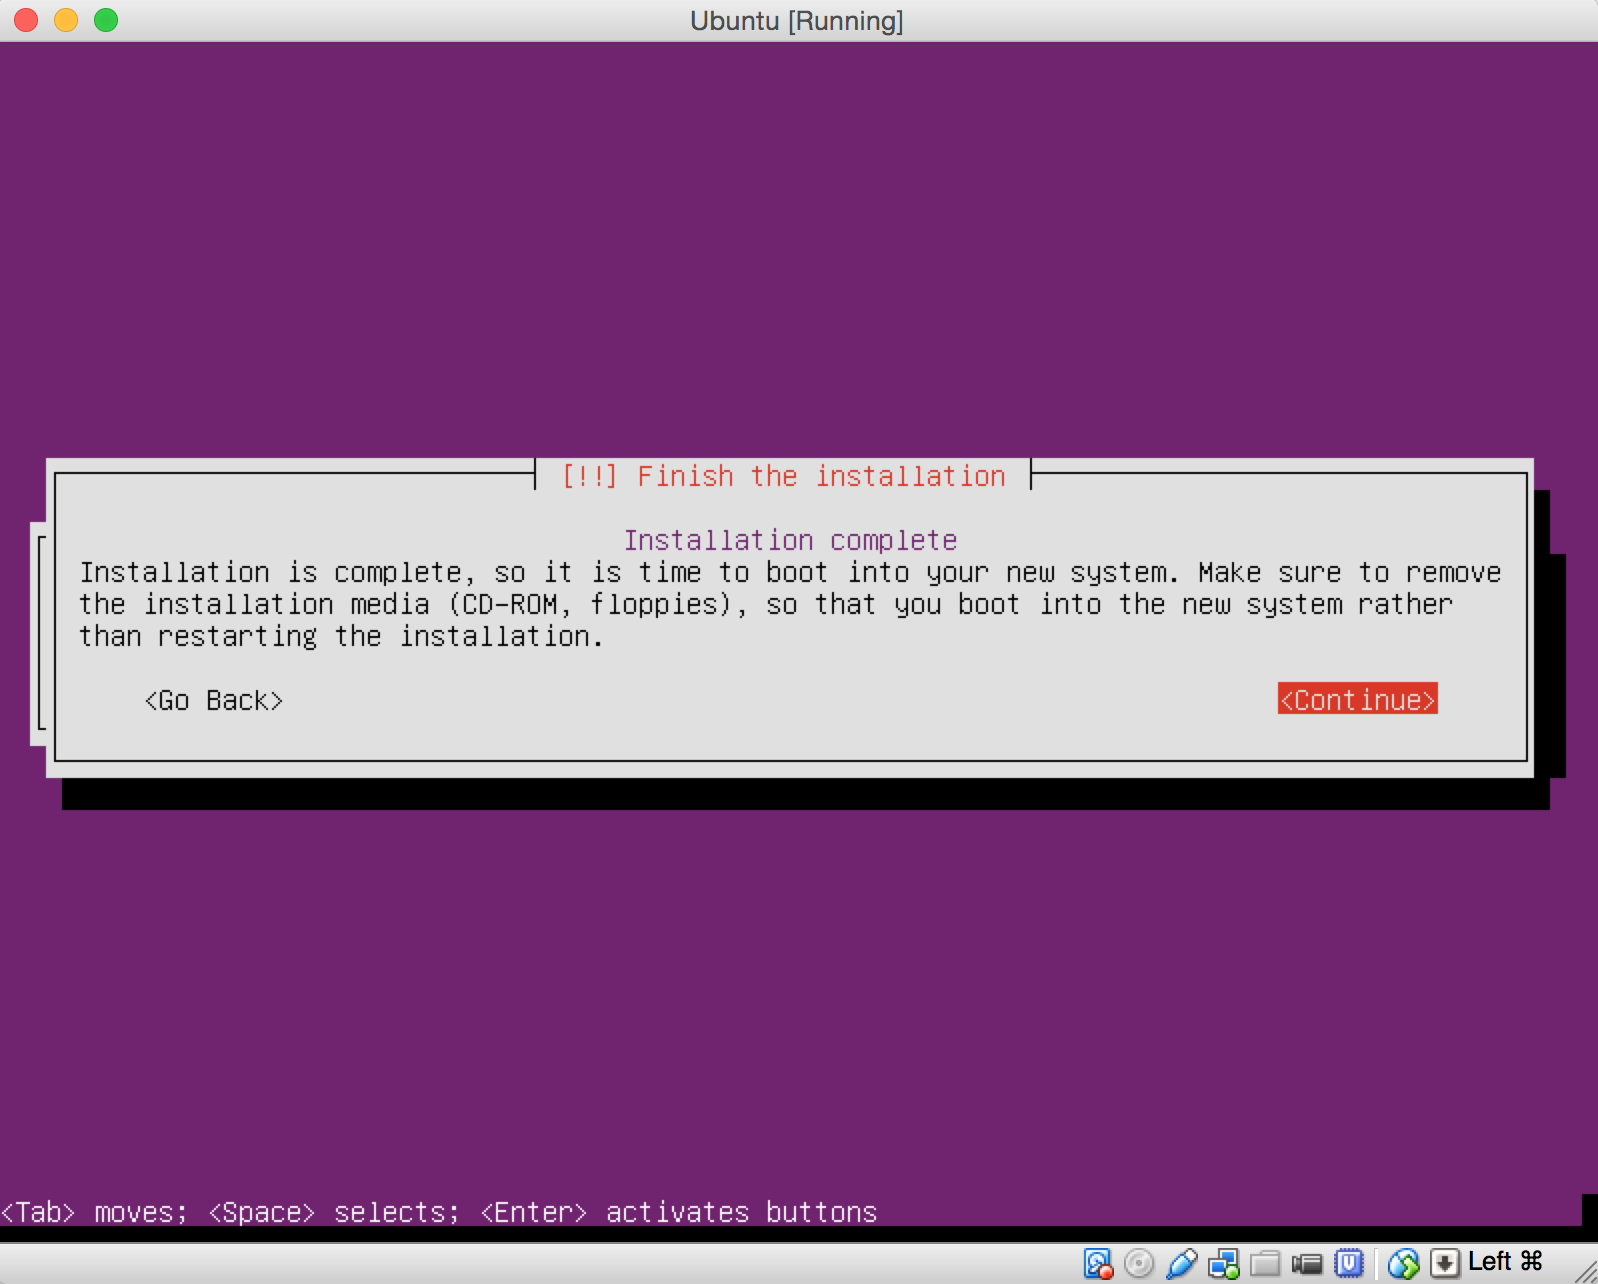 Ubuntu [Running]
[!!] Finish the installation
Installation complete
Installation is complete, so it is time to boot into your new system. Make sure to remove
the installation media (CD-ROM, floppies), so that you boot into the new system rather
than restarting the installation.
<Go Back> <Continue>
<Tab> moves; <Space> selects; <Enter> activates buttons
Left ⌘